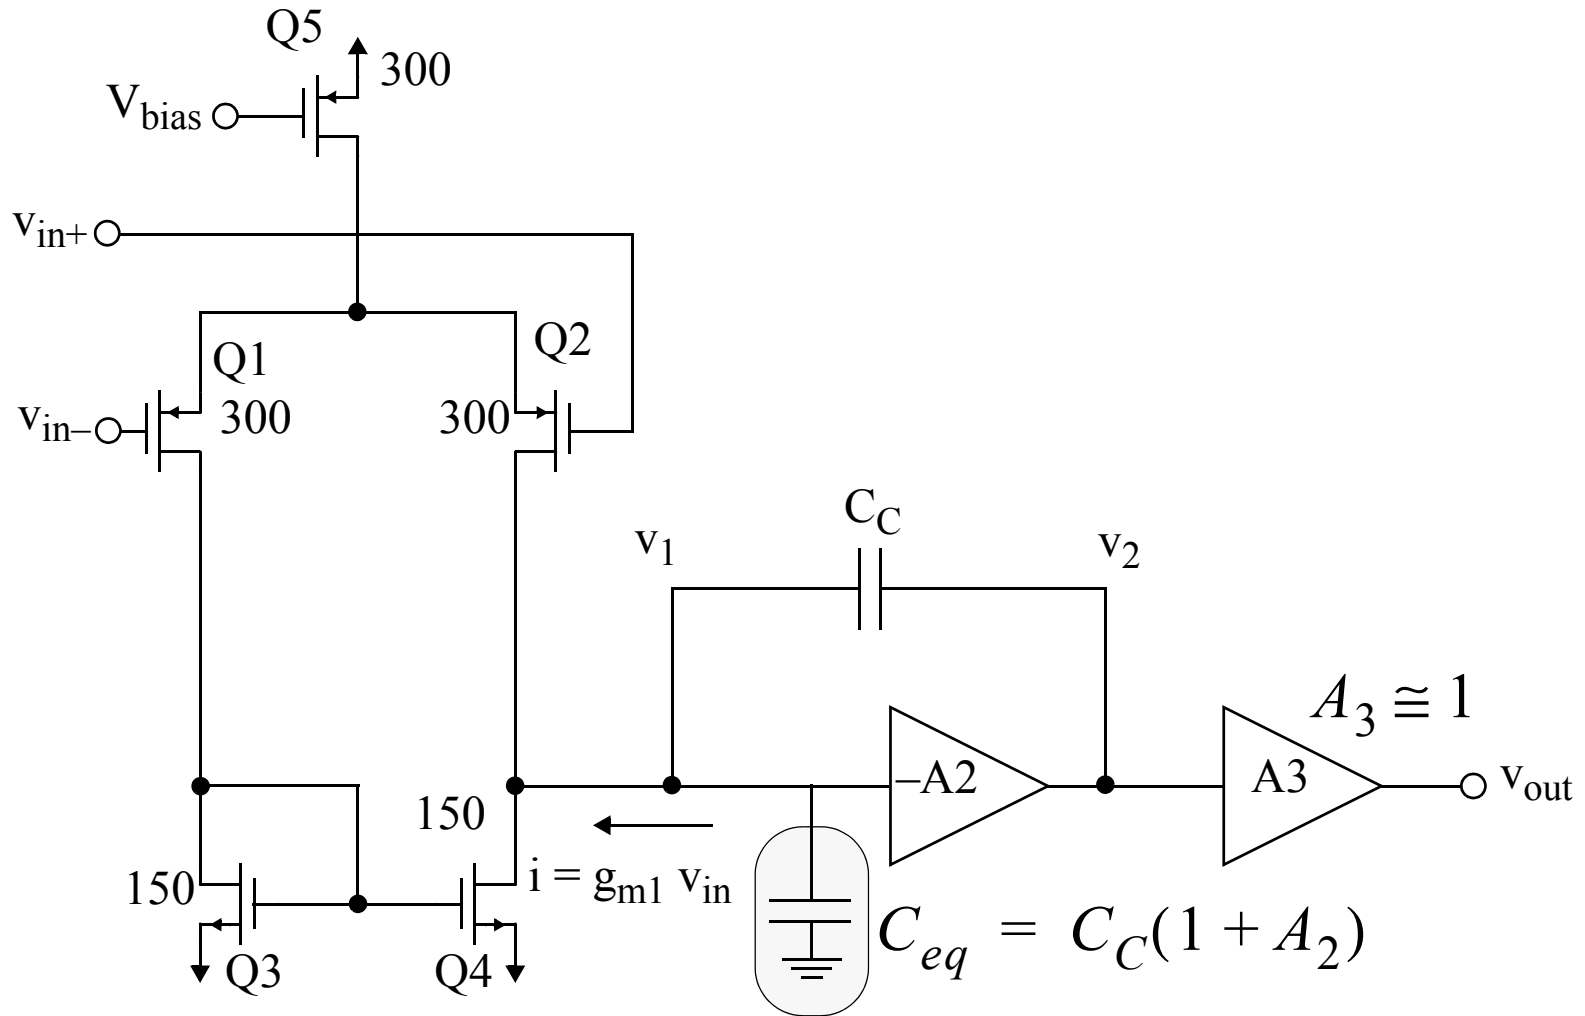 Q5
300
V_bias
v_in+
Q2
Q1
300
300
v_in–
C_C
v_1
v_2
A_3 ≅ 1
–A2
A3
v_out
150
i = g_m1 v_in
150
C_eq = C_C(1 + A_2)
Q3
Q4